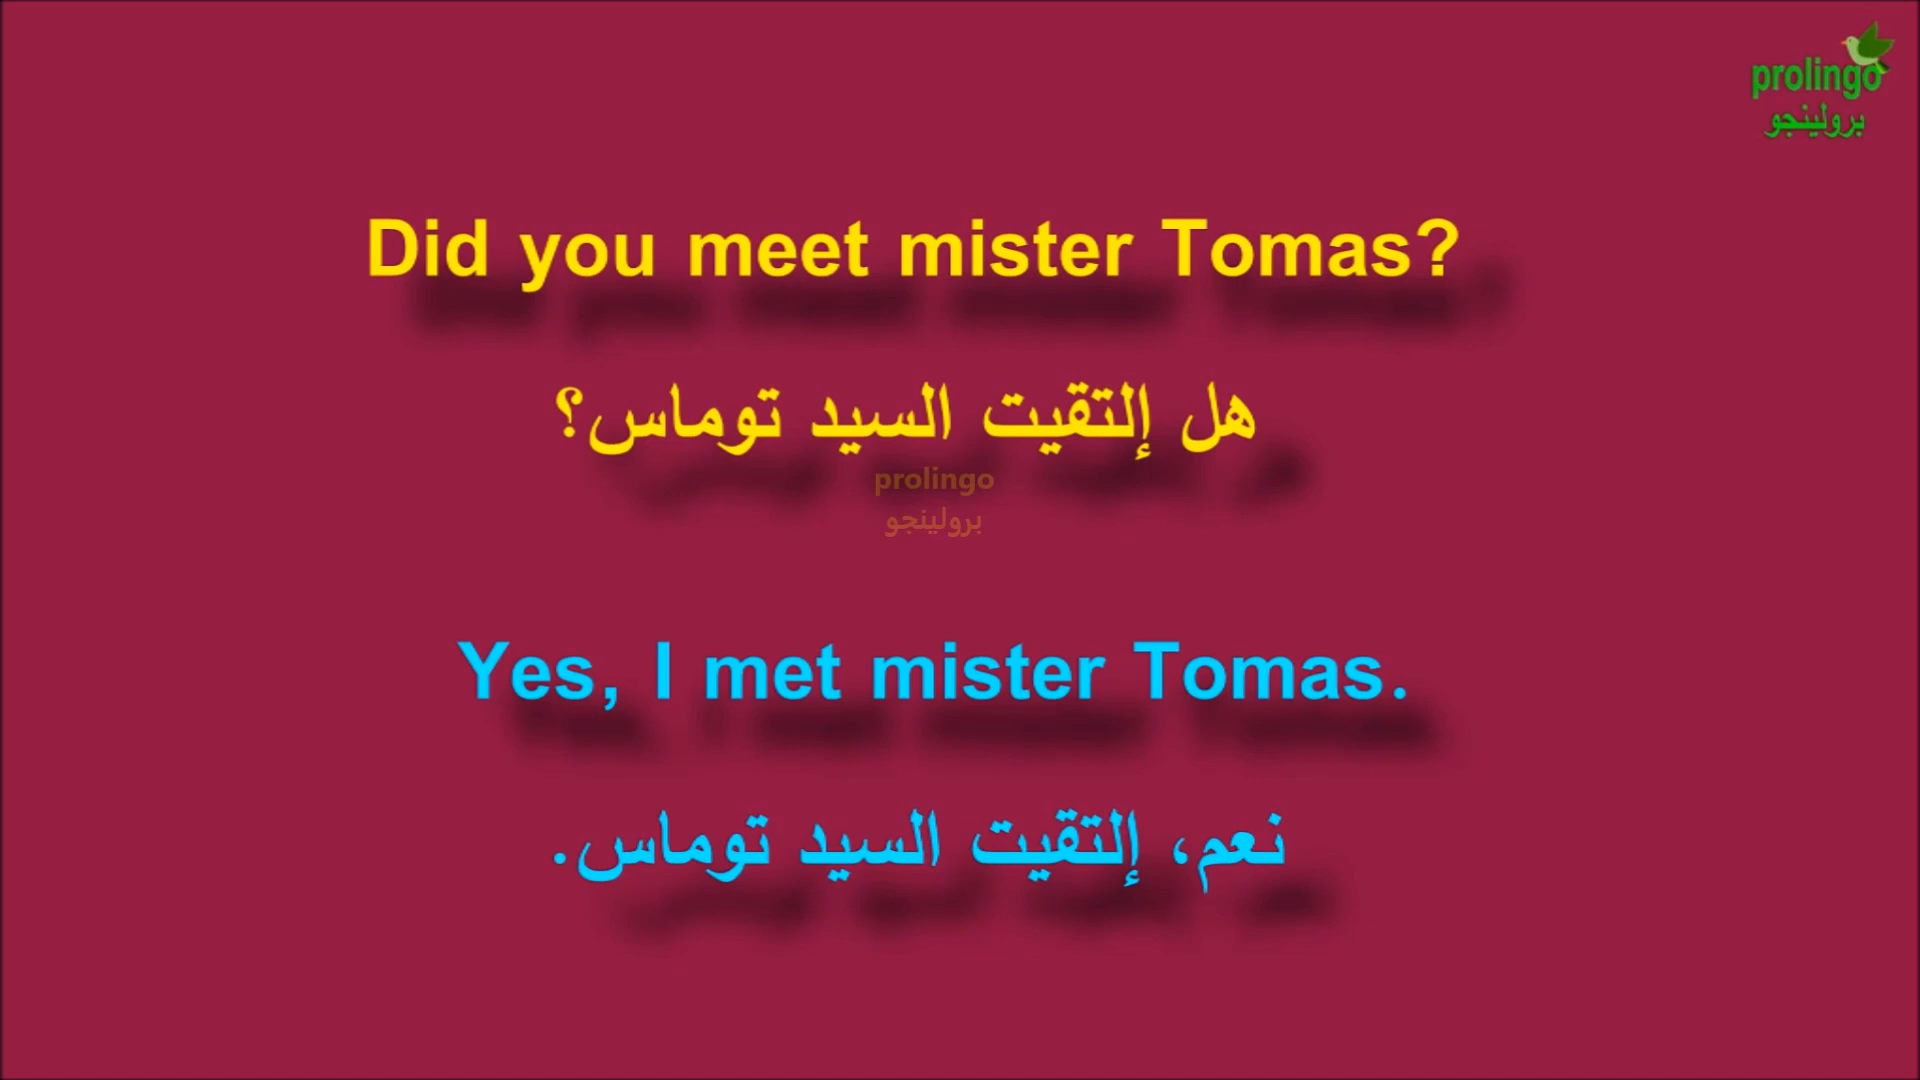 prolingo
برولينجو
Did you meet mister Tomas?
هل إلتقيت السيد توماس؟
prolingo
برولينجو
Yes, I met mister Tomas.
نعم، إلتقيت السيد توماس.